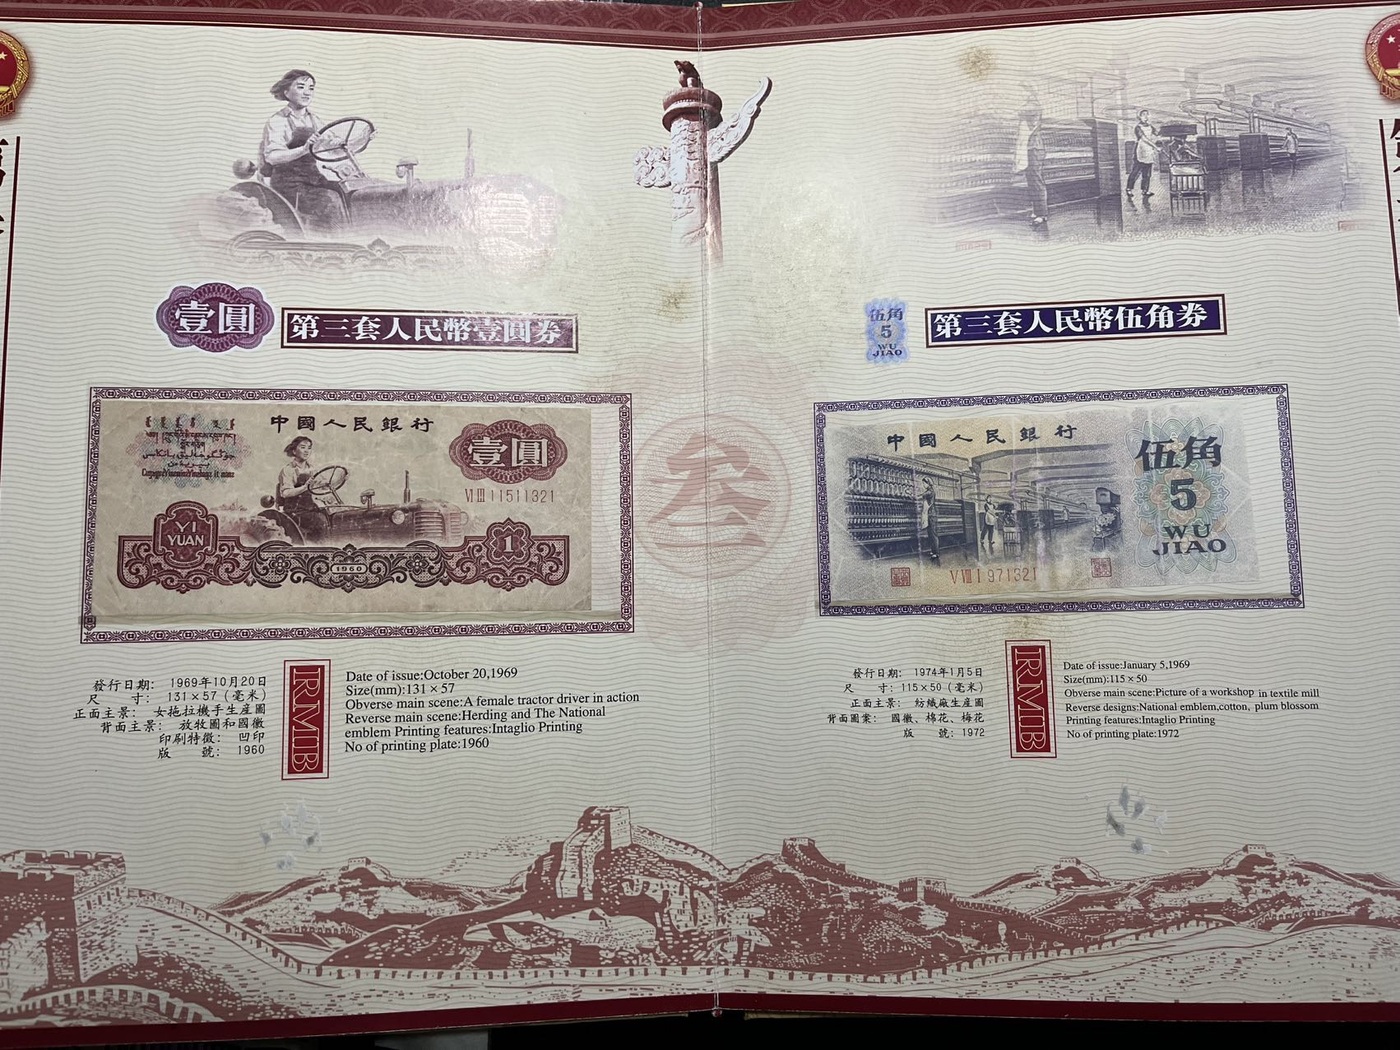 壹圓
第三套人民幣壹圓券
中國人民銀行
壹圓
VI III 11511321
YI
YUAN
1
1960
發行日期： 1969年10月20日
尺 寸：131×57（毫米）
正面主景： 女拖拉機手生産圖
背面主景： 放牧圖和國徽
印刷特徵： 凹印
版 號： 1960
IRMIB
Date of issue:October 20,1969
Size(mm):131×57
Obverse main scene:A female tractor driver in action
Reverse main scene:Herding and The National
emblem Printing features:Intaglio Printing
No of printing plate:1960
叁
伍角
5
WU
JIAO
第三套人民幣伍角券
中國人民銀行
伍角
5
WU
JIAO
V VIII I 971321
發行日期： 1974年1月5日
尺 寸：115×50（毫米）
正面主景： 紡織廠生産圖
背面圖案： 國徽、棉花、梅花
版 號：1972
IRMIB
Date of issue:January 5,1969
Size(mm):115×50
Obverse main scene:Picture of a workshop in textile mill
Reverse designs:National emblem,cotton, plum blossom
Printing features:Intaglio Printing
No of printing plate:1972